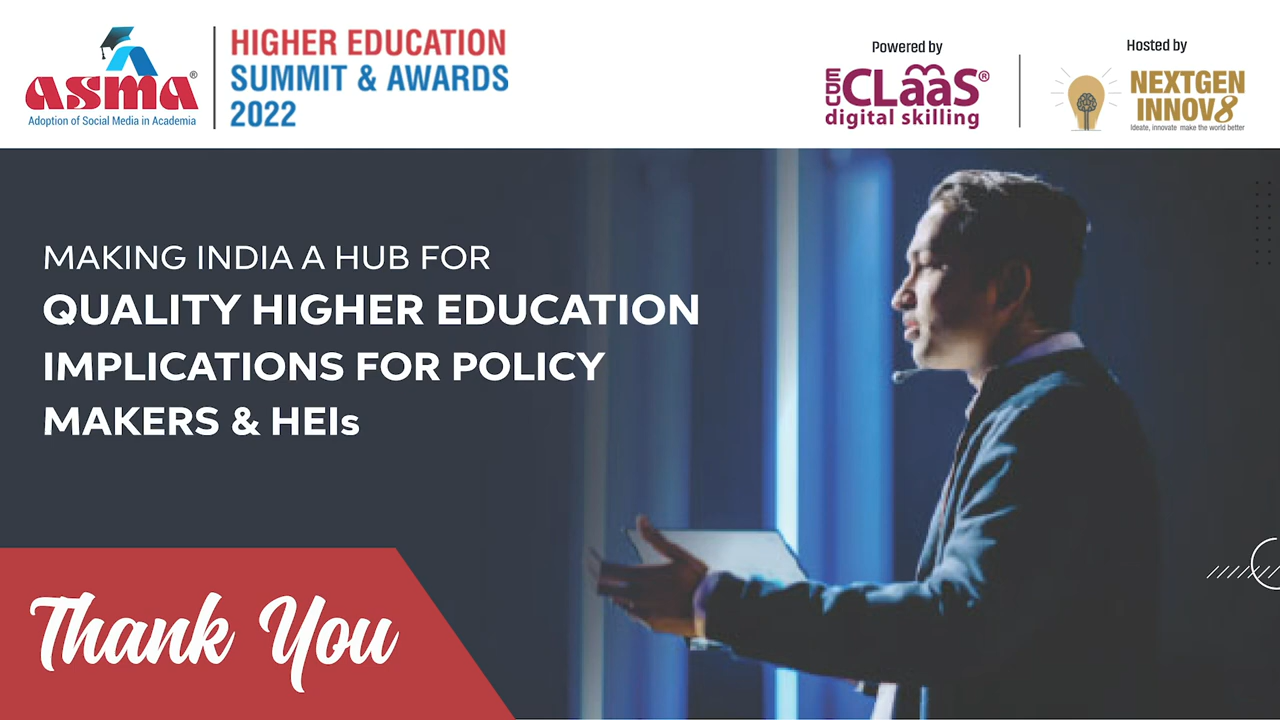 ASMA®
Adoption of Social Media in Academia
HIGHER EDUCATION
SUMMIT & AWARDS
2022
Powered by
CDM CLaaS®
digital skilling
Hosted by
NEXTGEN
INNOV8
Ideate, innovate make the world better
MAKING INDIA A HUB FOR
QUALITY HIGHER EDUCATION
IMPLICATIONS FOR POLICY
MAKERS & HEIs
Thank You